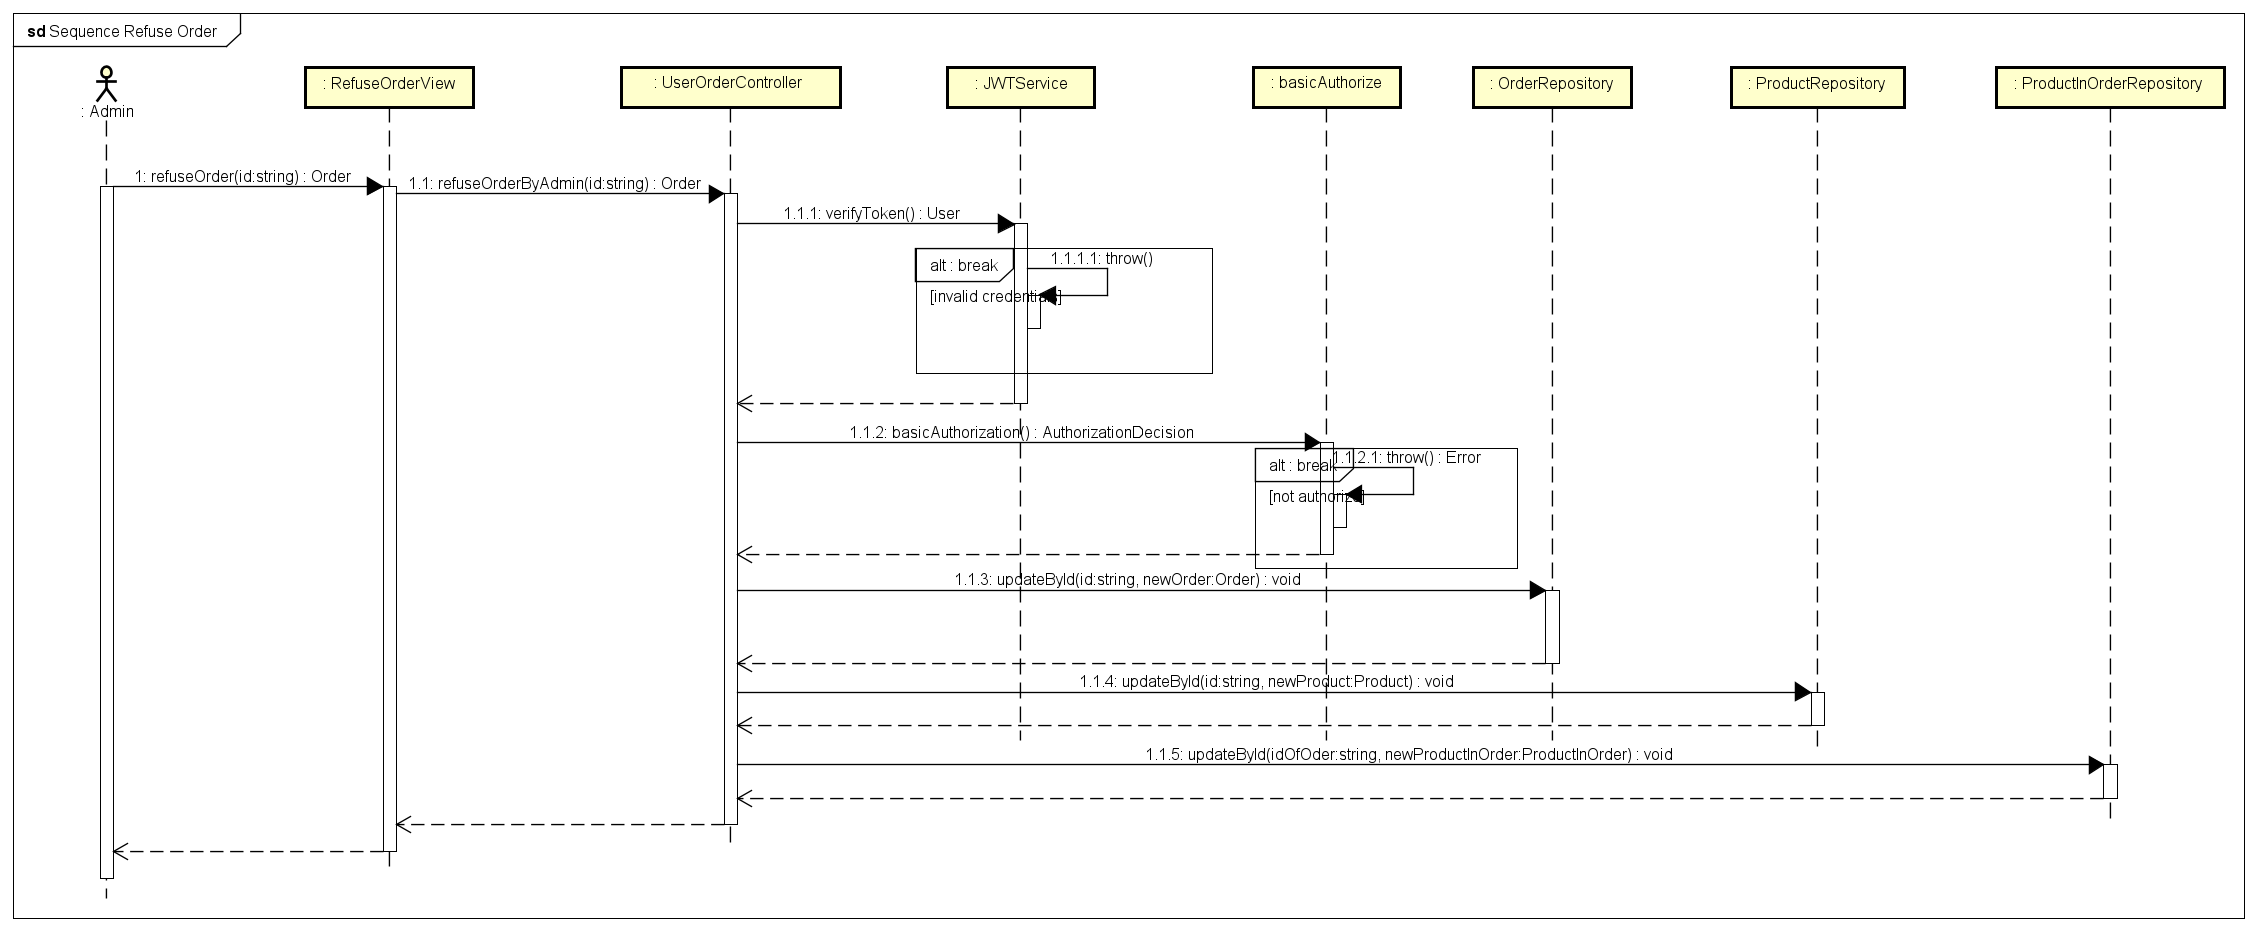 sd Sequence Refuse Order
: Admin
: RefuseOrderView
: UserOrderController
: JWTService
: basicAuthorize
: OrderRepository
: ProductRepository
: ProductInOrderRepository
1: refuseOrder(id:string) : Order
1.1: refuseOrderByAdmin(id:string) : Order
1.1.1: verifyToken() : User
alt : break
1.1.1.1: throw()
[invalid credentials]
1.1.2: basicAuthorization() : AuthorizationDecision
alt : break
1.1.2.1: throw() : Error
[not authorize]
1.1.3: updateById(id:string, newOrder:Order) : void
1.1.4: updateById(id:string, newProduct:Product) : void
1.1.5: updateById(idOfOder:string, newProductInOrder:ProductInOrder) : void